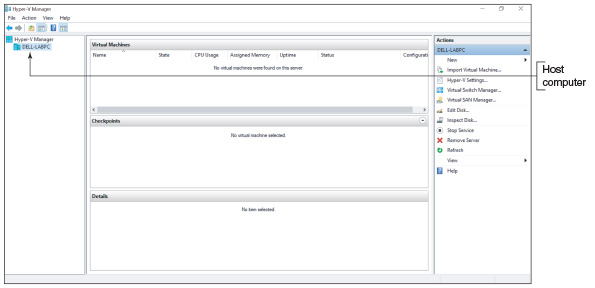 Hyper-V Manager
File Action View Help
Hyper-V Manager
DELL-LABPC
Virtual Machines
Name State CPU Usage Assigned Memory Uptime Status Configurati
No virtual machines were found on this server.
Checkpoints
No virtual machine selected.
Details
No item selected.
Actions
DELL-LABPC
New
Import Virtual Machine...
Hyper-V Settings...
Virtual Switch Manager...
Virtual SAN Manager...
Edit Disk...
Inspect Disk...
Stop Service
Remove Server
Refresh
View
Help
Host
computer